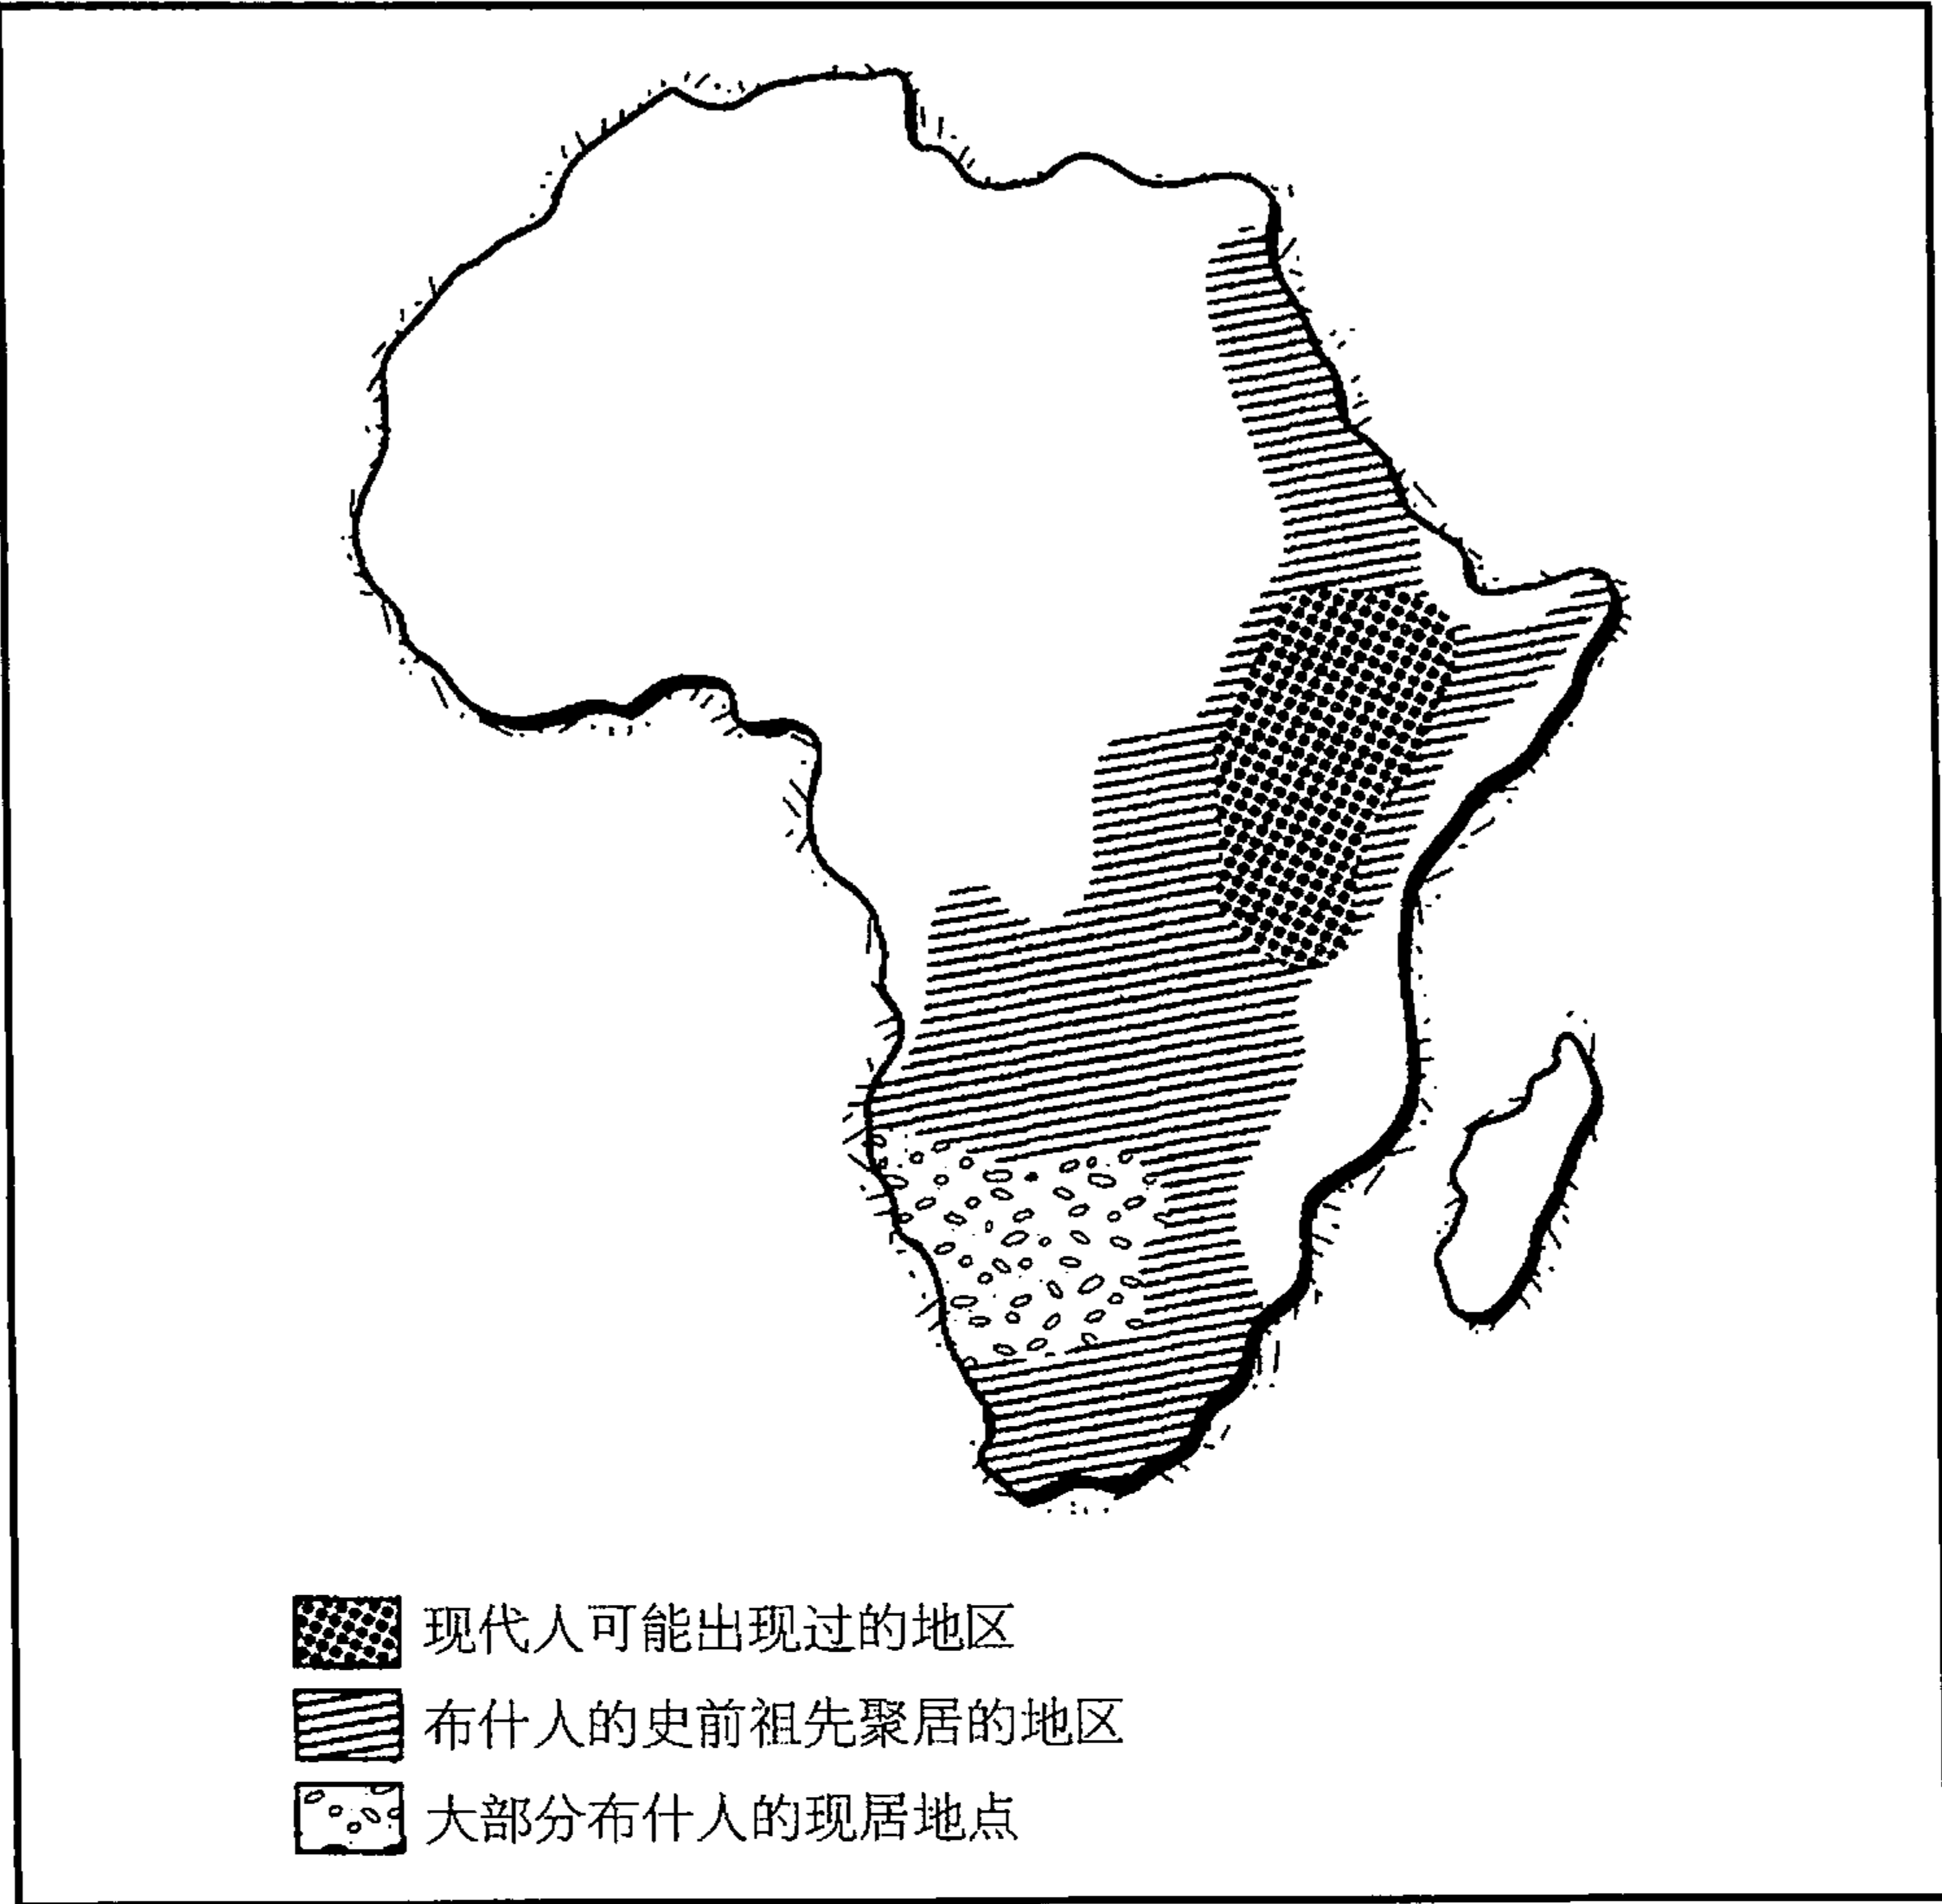 现代人可能出现过的地区
布什人的史前祖先聚居的地区
大部分布什人的现居地点